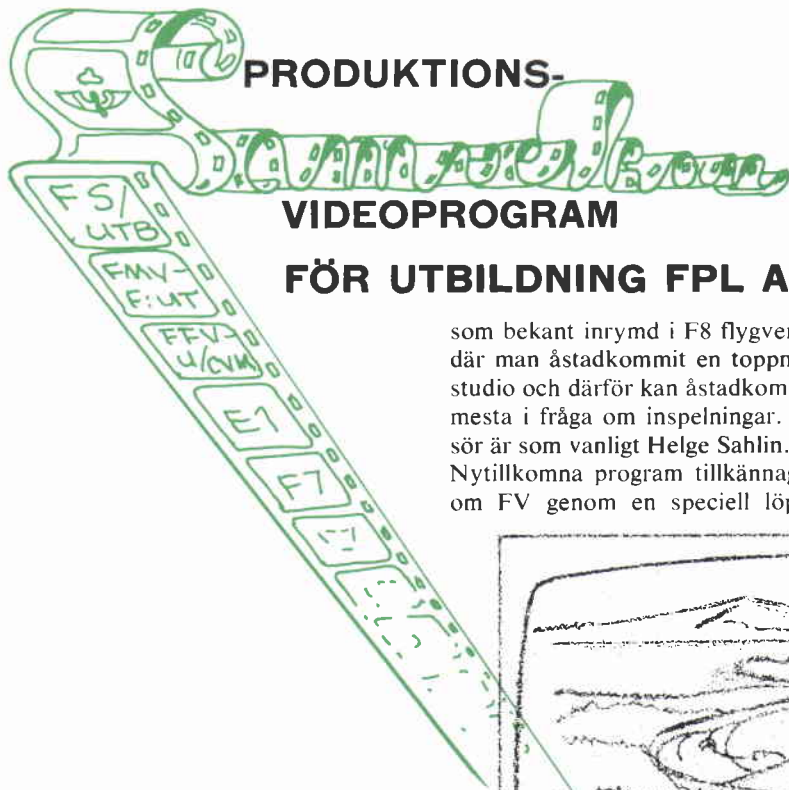 PRODUKTIONS-
Samverkan
VIDEOPROGRAM
FÖR UTBILDNING FPL A
FS/
UTB
FMV-
F:UT
FFV-
U/CVM
E1
F7
som bekant inrymd i F8 flygver
där man åstadkommit en toppn
studio och därför kan åstadkom
mesta i fråga om inspelningar.
sör är som vanligt Helge Sahlin.
Nytillkomna program tillkännag
om FV genom en speciell löp